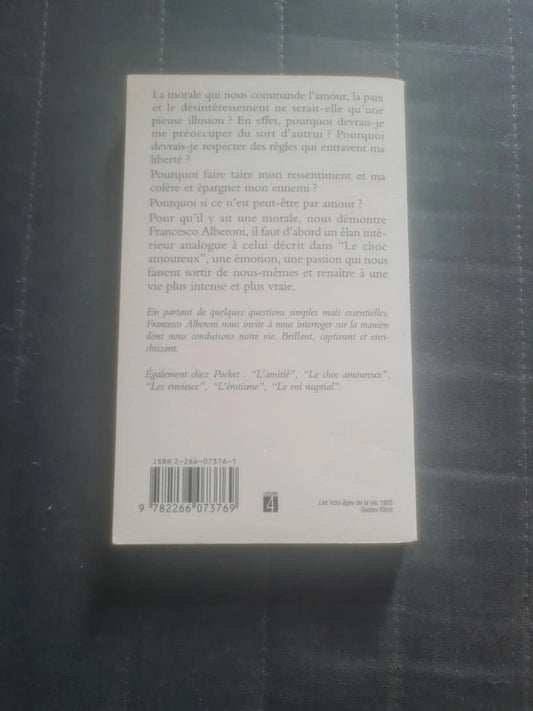 La morale qui nous commande l'amour, la paix
et le désintéressement ne serait-elle qu'une
pieuse illusion ? En effet, pourquoi devrais-je
me préoccuper du sort d'autrui ? Pourquoi
devrais-je respecter des règles qui entravent ma
liberté ?
Pourquoi faire taire mon ressentiment et ma
colère et épargner mon ennemi ?
Pourquoi si ce n'est peut-être par amour ?
Pour qu'il y ait une morale, nous démontre
Francesco Alberoni, il faut d'abord un élan inté-
rieur analogue à celui décrit dans "Le choc
amoureux", une émotion, une passion qui nous
fassent sortir de nous-mêmes et renaître à une
vie plus intense et plus vraie.
En partant de quelques questions simples mais essentielles,
Francesco Alberoni nous invite à nous interroger sur la manière
dont nous conduisons notre vie. Brillant, captivant et enri-
chissant.
Également chez Pocket : "L'amitié", "Le choc amoureux",
"Les envieux", "L'érotisme", "Le vol nuptial".
ISBN 2-266-07376-1
9 782266 073769
CATÉGORIE
4
Les trois âges de la vie, 1905
Gustav Klimt